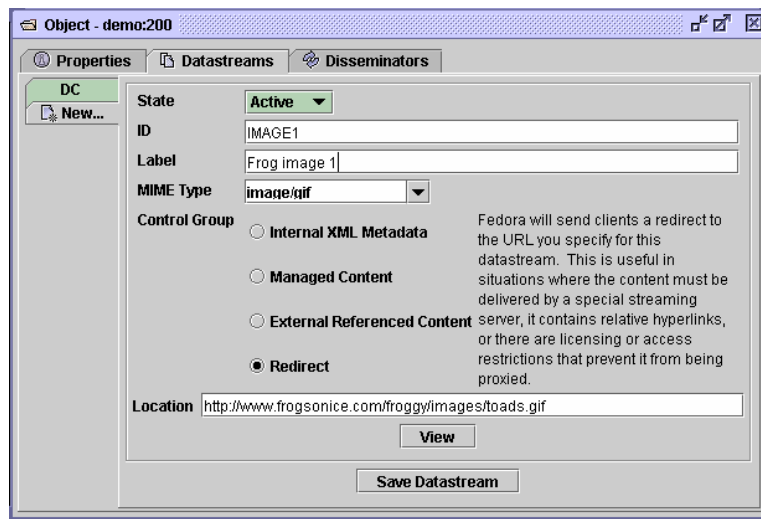 Object - demo:200
Properties Datastreams Disseminators
DC
New...
State Active
ID IMAGE1
Label Frog image 1
MIME Type image/gif
Control Group
Internal XML Metadata
Managed Content
External Referenced Content
Redirect
Fedora will send clients a redirect to
the URL you specify for this
datastream. This is useful in
situations where the content must be
delivered by a special streaming
server, it contains relative hyperlinks,
or there are licensing or access
restrictions that prevent it from being
proxied.
Location http://www.frogsonice.com/froggy/images/toads.gif
View
Save Datastream